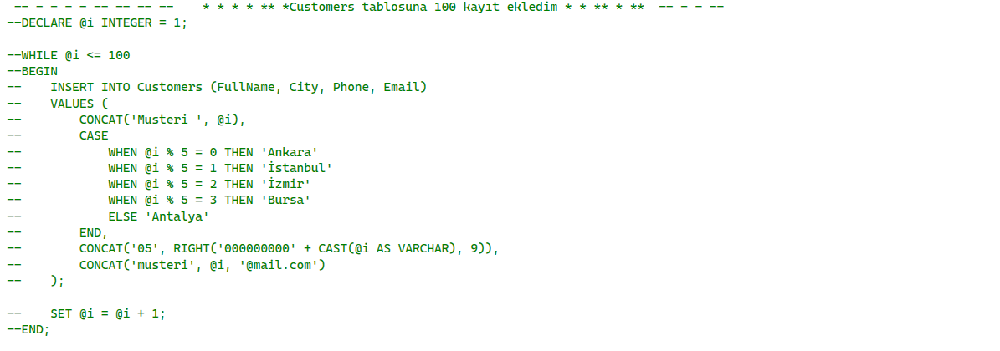 -- - - - - -- -- -- --    * * * * ** *Customers tablosuna 100 kayıt ekledim * * ** * **  -- - - --
--DECLARE @i INTEGER = 1;
--WHILE @i <= 100
--BEGIN
--    INSERT INTO Customers (FullName, City, Phone, Email)
--    VALUES (
--        CONCAT('Musteri ', @i),
--        CASE
--            WHEN @i % 5 = 0 THEN 'Ankara'
--            WHEN @i % 5 = 1 THEN 'İstanbul'
--            WHEN @i % 5 = 2 THEN 'İzmir'
--            WHEN @i % 5 = 3 THEN 'Bursa'
--            ELSE 'Antalya'
--        END,
--        CONCAT('05', RIGHT('000000000' + CAST(@i AS VARCHAR), 9)),
--        CONCAT('musteri', @i, '@mail.com')
--    );
--    SET @i = @i + 1;
--END;